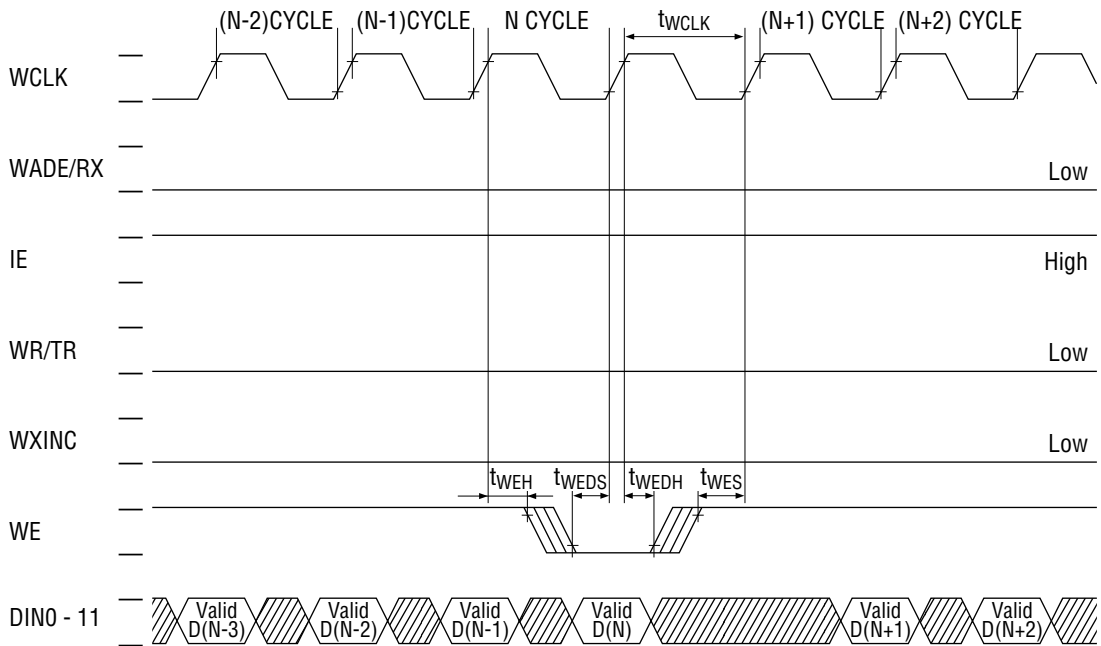 (N-2)CYCLE (N-1)CYCLE N CYCLE tWCLK (N+1) CYCLE (N+2) CYCLE
WCLK
WADE/RX Low
IE High
WR/TR Low
WXINC Low
tWEH tWEDS tWEDH tWES
WE
DIN0 - 11
Valid D(N-3)
Valid D(N-2)
Valid D(N-1)
Valid D(N)
Valid D(N+1)
Valid D(N+2)